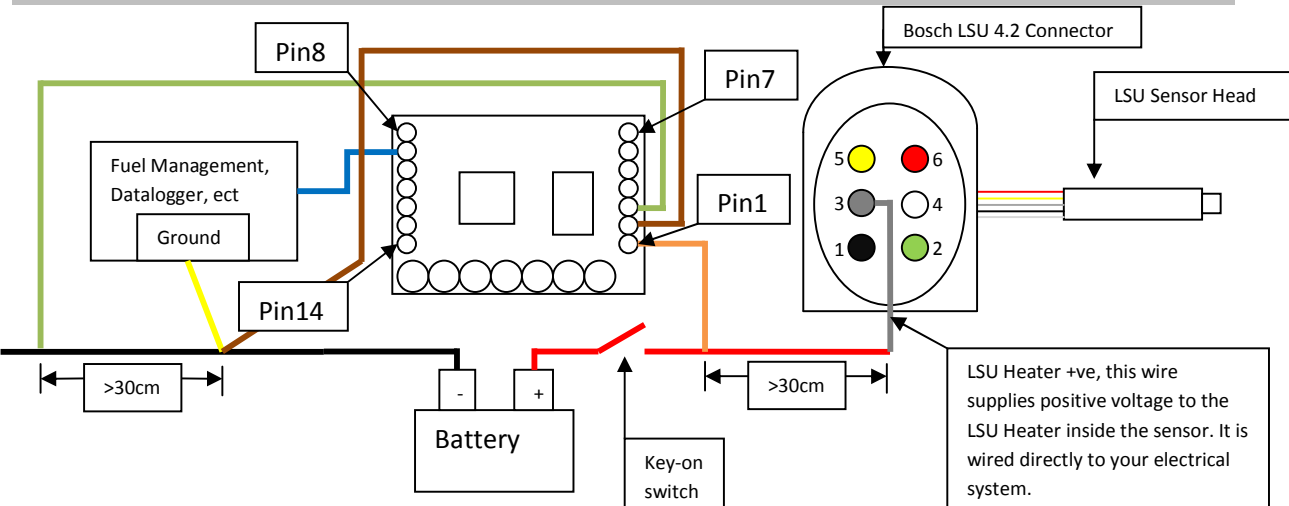 Bosch LSU 4.2 Connector
Pin8
Pin7
LSU Sensor Head
Fuel Management,
Datalogger, ect
Ground
5
6
3
4
1
2
Pin1
Pin14
>30cm
>30cm
-
+
Battery
Key-on
switch
LSU Heater +ve, this wire
supplies positive voltage to the
LSU Heater inside the sensor. It is
wired directly to your electrical
system.